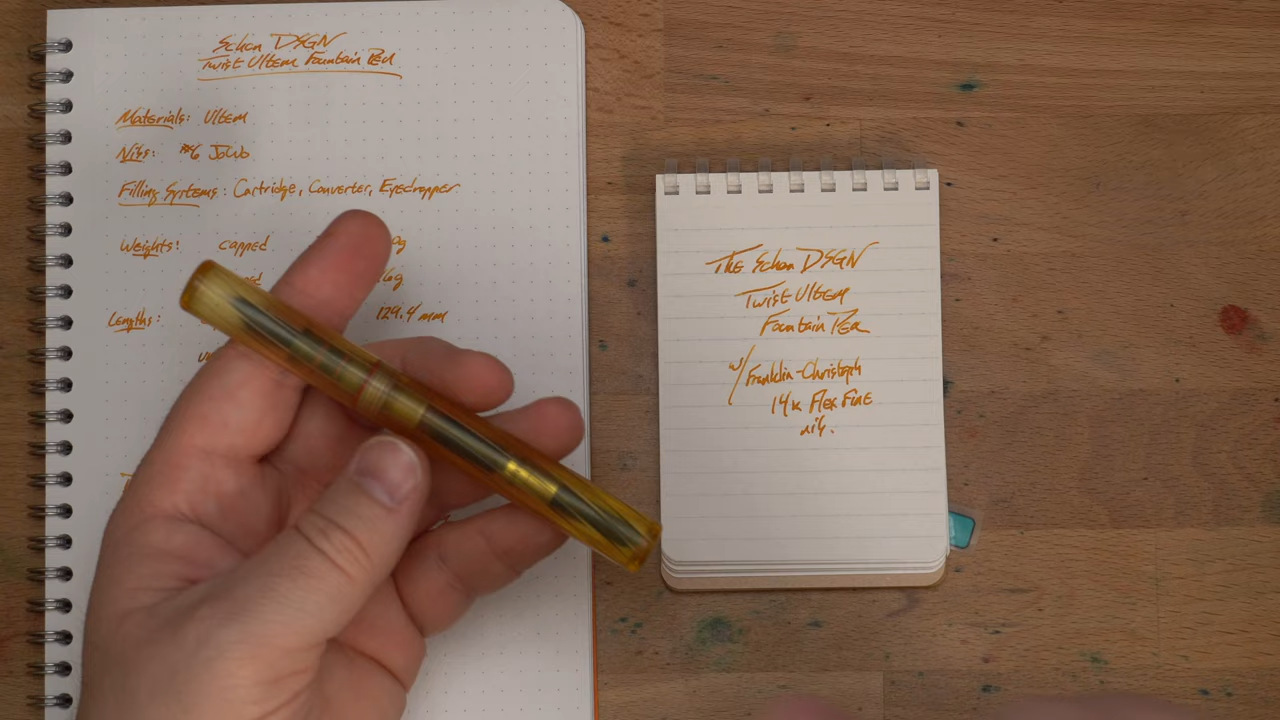 Schon DSGN
Twist Ultem Fountain Pen
Materials: Ultem
Nibs: #6 JoWo
Filling Systems: Cartridge, Converter, Eyedropper
Weights: capped
Lengths: 129.4 mm
The Schon DSGN
Twist Ultem
Fountain Pen
w/ Franklin-Christoph
14k Flex Fine
nib.